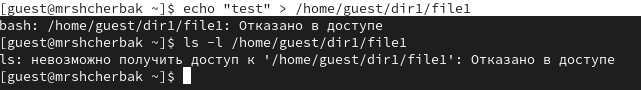 [guest@mrshcherbak ~]$ echo "test" > /home/guest/dir1/file1
bash: /home/guest/dir1/file1: Отказано в доступе
[guest@mrshcherbak ~]$ ls -l /home/guest/dir1/file1
ls: невозможно получить доступ к '/home/guest/dir1/file1': Отказано в доступе
[guest@mrshcherbak ~]$